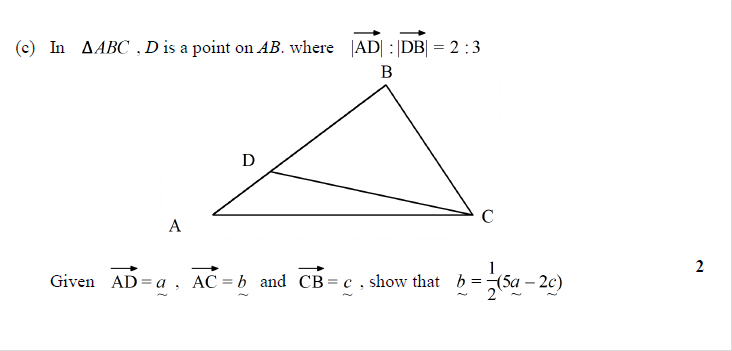 (c) In ΔABC , D is a point on AB. where |AD⃗| : |DB⃗| = 2 : 3
B
D
C
A
Given AD⃗ = a̰ , AC⃗ = b̰ and CB⃗ = c̰ , show that b̰ = 1/2(5a̰ – 2c̰)
2